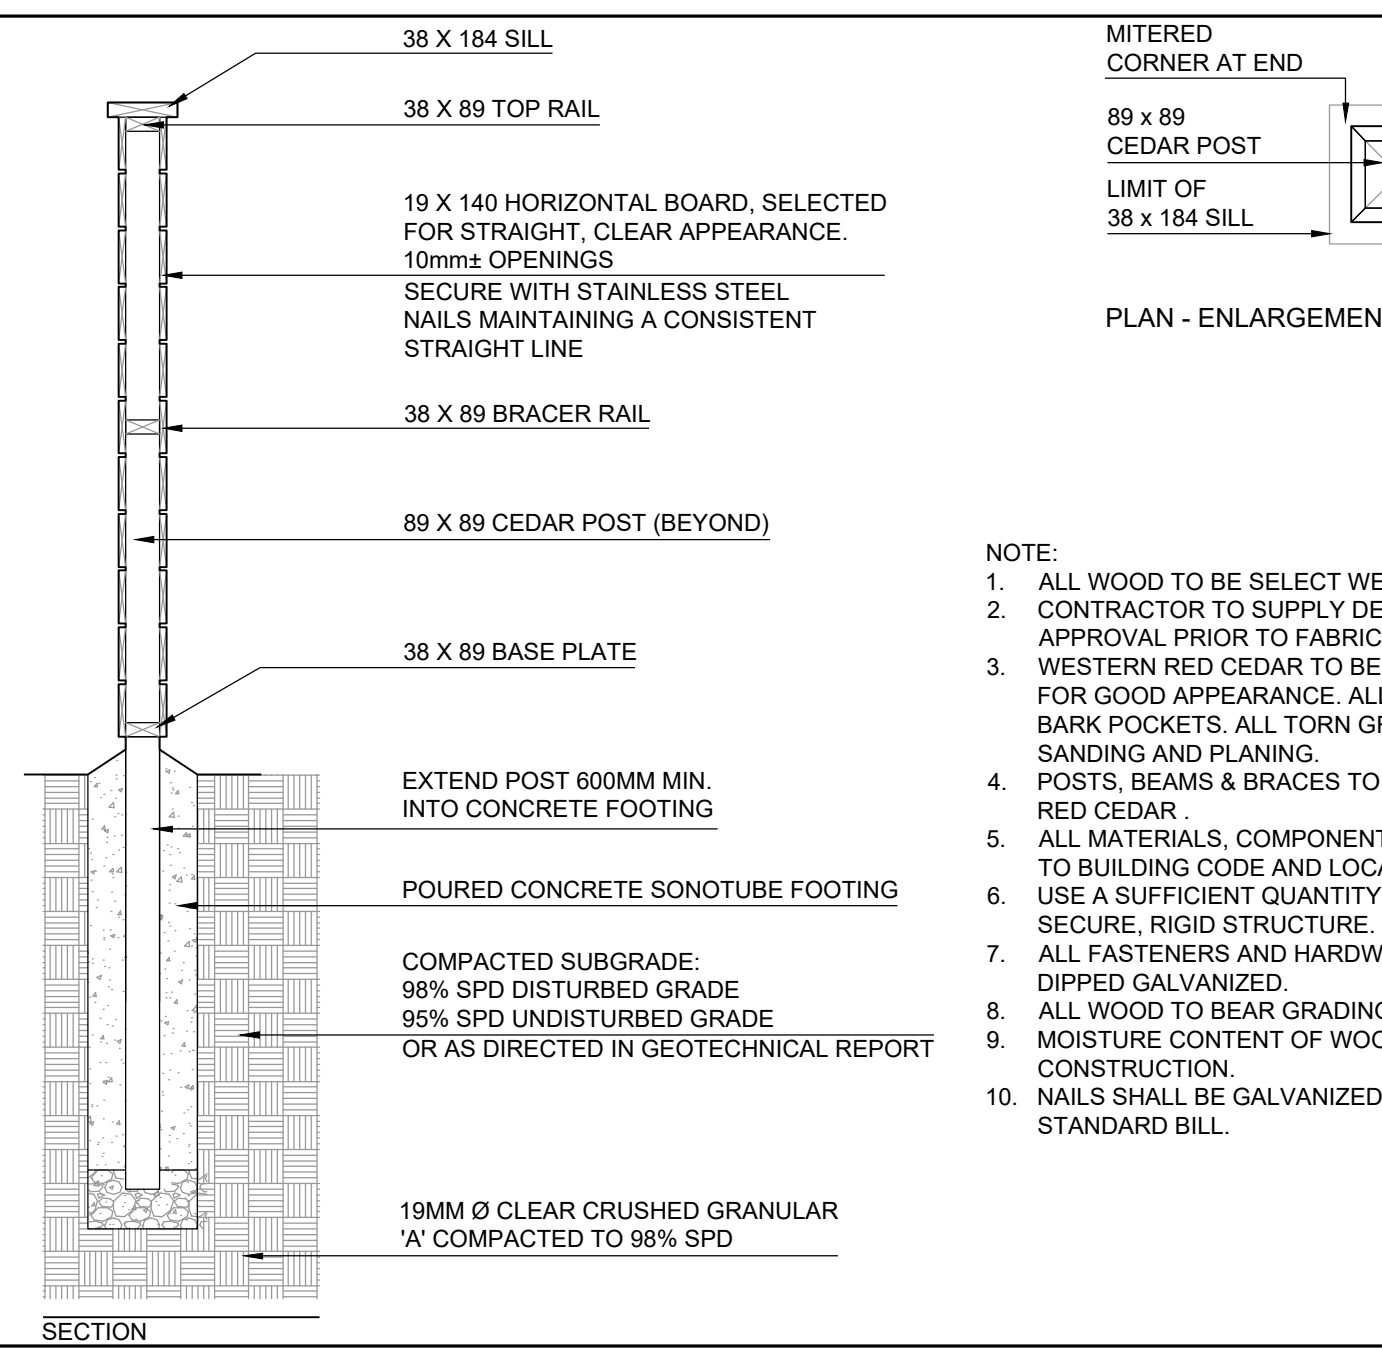 38 X 184 SILL
38 X 89 TOP RAIL
19 X 140 HORIZONTAL BOARD, SELECTED
FOR STRAIGHT, CLEAR APPEARANCE.
10mm± OPENINGS
SECURE WITH STAINLESS STEEL
NAILS MAINTAINING A CONSISTENT
STRAIGHT LINE
38 X 89 BRACER RAIL
89 X 89 CEDAR POST (BEYOND)
38 X 89 BASE PLATE
EXTEND POST 600MM MIN.
INTO CONCRETE FOOTING
POURED CONCRETE SONOTUBE FOOTING
COMPACTED SUBGRADE:
98% SPD DISTURBED GRADE
95% SPD UNDISTURBED GRADE
OR AS DIRECTED IN GEOTECHNICAL REPORT
19MM Ø CLEAR CRUSHED GRANULAR
'A' COMPACTED TO 98% SPD
SECTION
MITERED
CORNER AT END
89 x 89
CEDAR POST
LIMIT OF
38 x 184 SILL
PLAN - ENLARGEMEN
NOTE:
1. ALL WOOD TO BE SELECT WE
2. CONTRACTOR TO SUPPLY DE
APPROVAL PRIOR TO FABRIC
3. WESTERN RED CEDAR TO BE
FOR GOOD APPEARANCE. ALL
BARK POCKETS. ALL TORN GR
SANDING AND PLANING.
4. POSTS, BEAMS & BRACES TO
RED CEDAR .
5. ALL MATERIALS, COMPONENT
TO BUILDING CODE AND LOCA
6. USE A SUFFICIENT QUANTITY
SECURE, RIGID STRUCTURE.
7. ALL FASTENERS AND HARDW
DIPPED GALVANIZED.
8. ALL WOOD TO BEAR GRADING
9. MOISTURE CONTENT OF WOO
CONSTRUCTION.
10. NAILS SHALL BE GALVANIZED
STANDARD BILL.